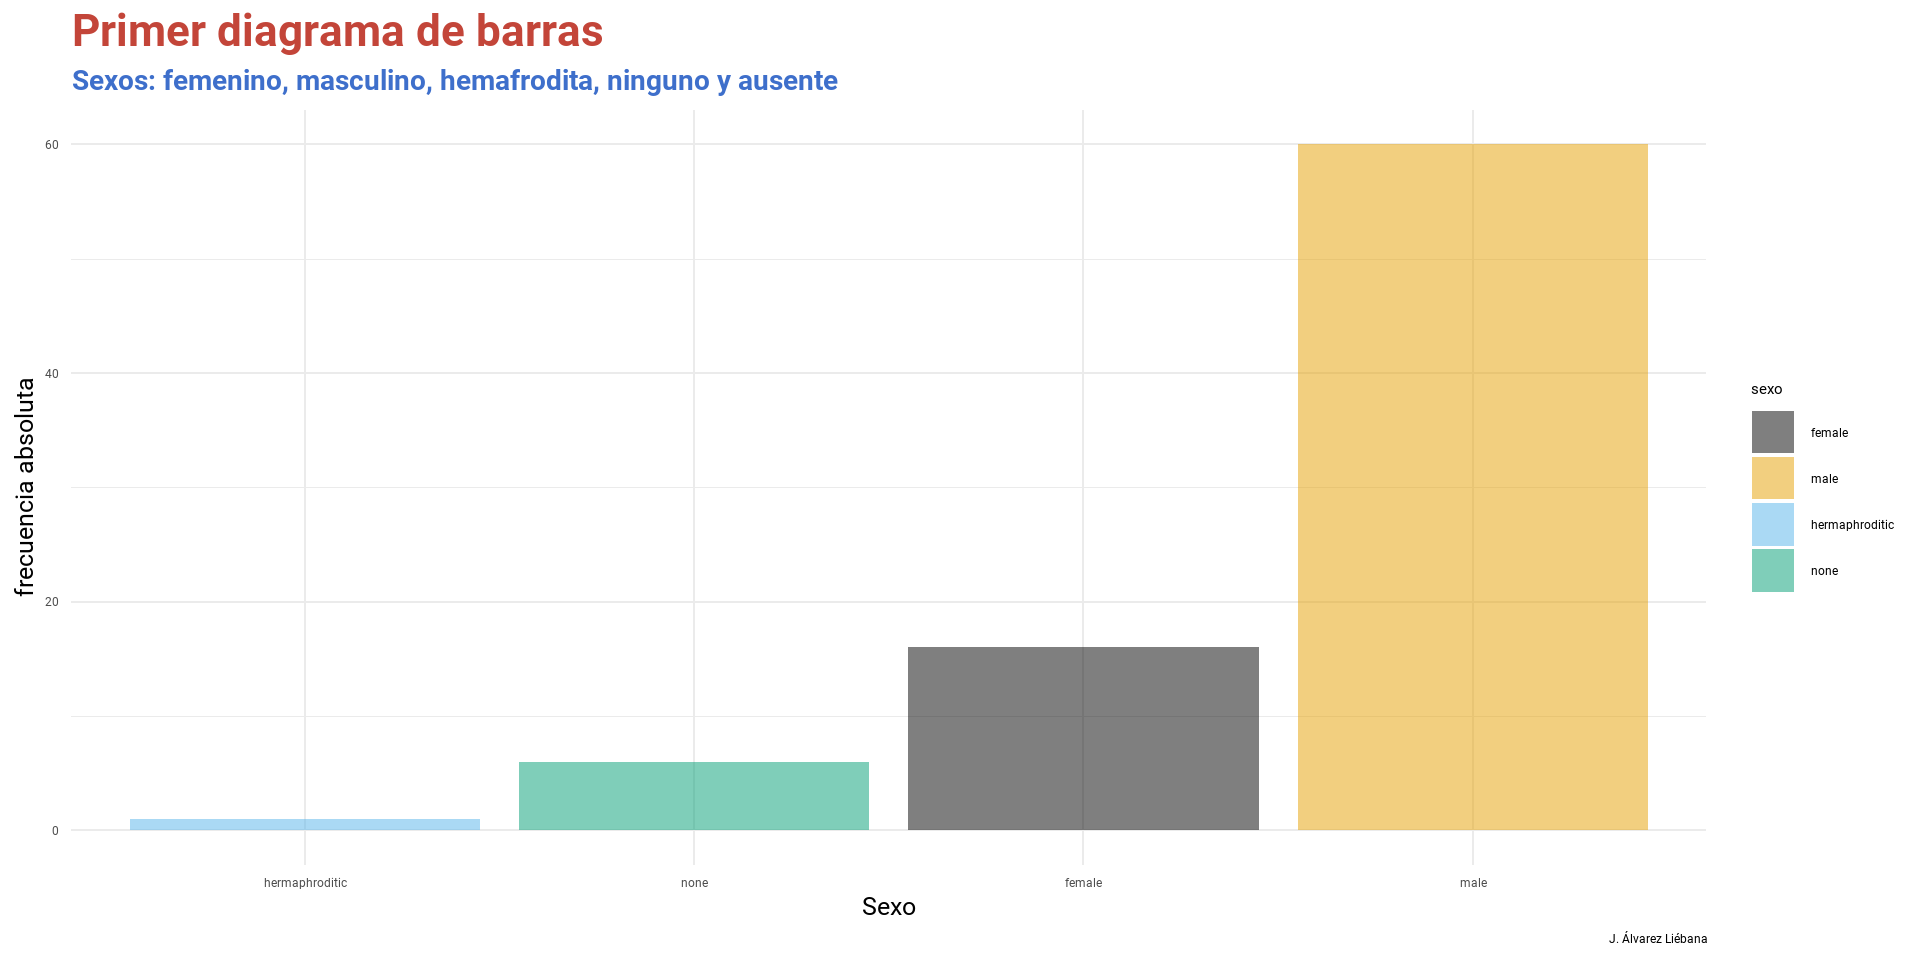 Primer diagrama de barras
Sexos: femenino, masculino, hemafrodita, ninguno y ausente
frecuencia absoluta
60
40
20
0
hermaphroditic
none
female
male
Sexo
sexo
female
male
hermaphroditic
none
J. Álvarez Liébana